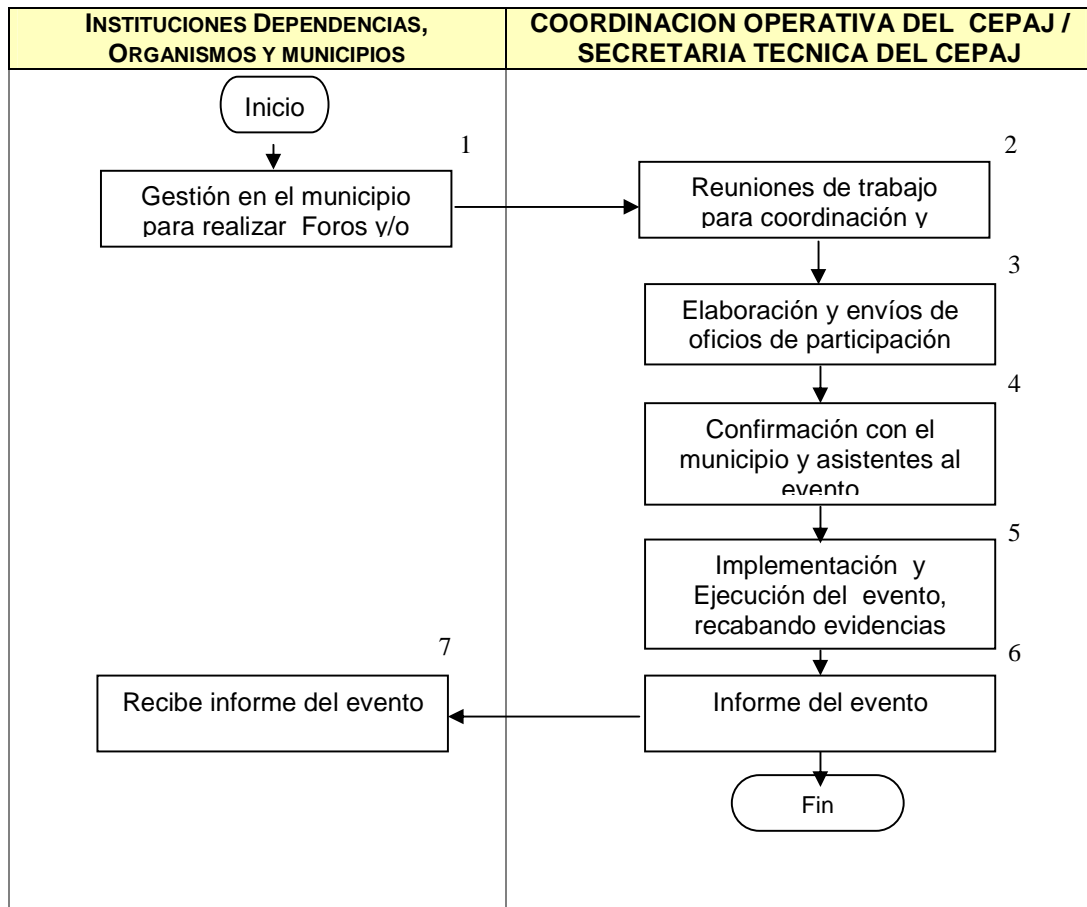 INSTITUCIONES DEPENDENCIAS,
ORGANISMOS Y MUNICIPIOS
COORDINACION OPERATIVA DEL CEPAJ /
SECRETARIA TECNICA DEL CEPAJ
Inicio
1
Gestión en el municipio
para realizar Foros y/o
2
Reuniones de trabajo
para coordinación y
3
Elaboración y envíos de
oficios de participación
4
Confirmación con el
municipio y asistentes al
evento
5
Implementación y
Ejecución del evento,
recabando evidencias
6
Informe del evento
7
Recibe informe del evento
Fin